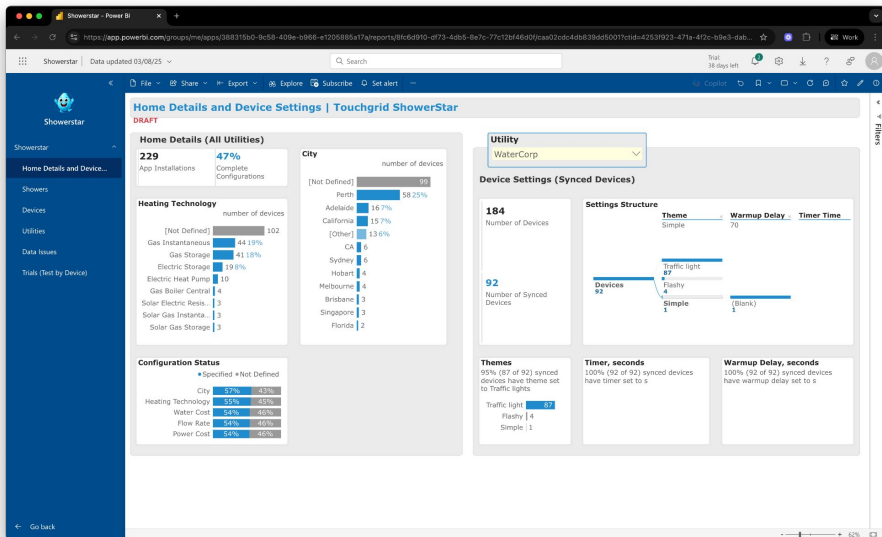 Showerstar - Power BI
https://app.powerbi.com/groups/me/apps/388315b0-9c58-409e-b966-e1205885a17a/reports/8fc6d910-df73-4db5-8e7c-77c12bf46d0f/caa02cdc4db839dd5001?ctid=4253f923-471a-4f2c-b9e3-dab...
Work
Showerstar
Data updated 03/08/25
Search
Trial:
38 days left
2
File
Share
Export
Explore
Subscribe
Set alert
Copilot
Showerstar
Showerstar
Home Details and Device...
Showers
Devices
Utilities
Data Issues
Trials (Test by Device)
Go back
Home Details and Device Settings | Touchgrid ShowerStar
DRAFT
Home Details (All Utilities)
229
App Installations
47%
Complete
Configurations
Heating Technology
number of devices
[Not Defined] 102
Gas Instantaneous 44 19%
Gas Storage 41 18%
Electric Storage 19 8%
Electric Heat Pump 10
Gas Boiler Central 4
Solar Electric Resis... 3
Solar Gas Instanta... 3
Solar Gas Storage 3
City
number of devices
[Not Defined] 99
Perth 58 25%
Adelaide 16 7%
California 15 7%
[Other] 13 6%
CA 6
Sydney 6
Hobart 4
Melbourne 4
Brisbane 3
Singapore 3
Florida 2
Configuration Status
Specified Not Defined
City 57% 43%
Heating Technology 55% 45%
Water Cost 54% 46%
Flow Rate 54% 46%
Power Cost 54% 46%
Utility
WaterCorp
Device Settings (Synced Devices)
184
Number of Devices
92
Number of Synced
Devices
Settings Structure
Theme Warmup Delay Timer Time
Simple 70
Devices
92
Traffic light
87
Flashy
4
Simple
1
(Blank)
1
Themes
95% (87 of 92) synced
devices have theme set
to Traffic lights
Traffic light 87
Flashy 4
Simple 1
Timer, seconds
100% (92 of 92) synced devices
have timer set to s
Warmup Delay, seconds
100% (92 of 92) synced devices
have warmup delay set to s
Filters
62%